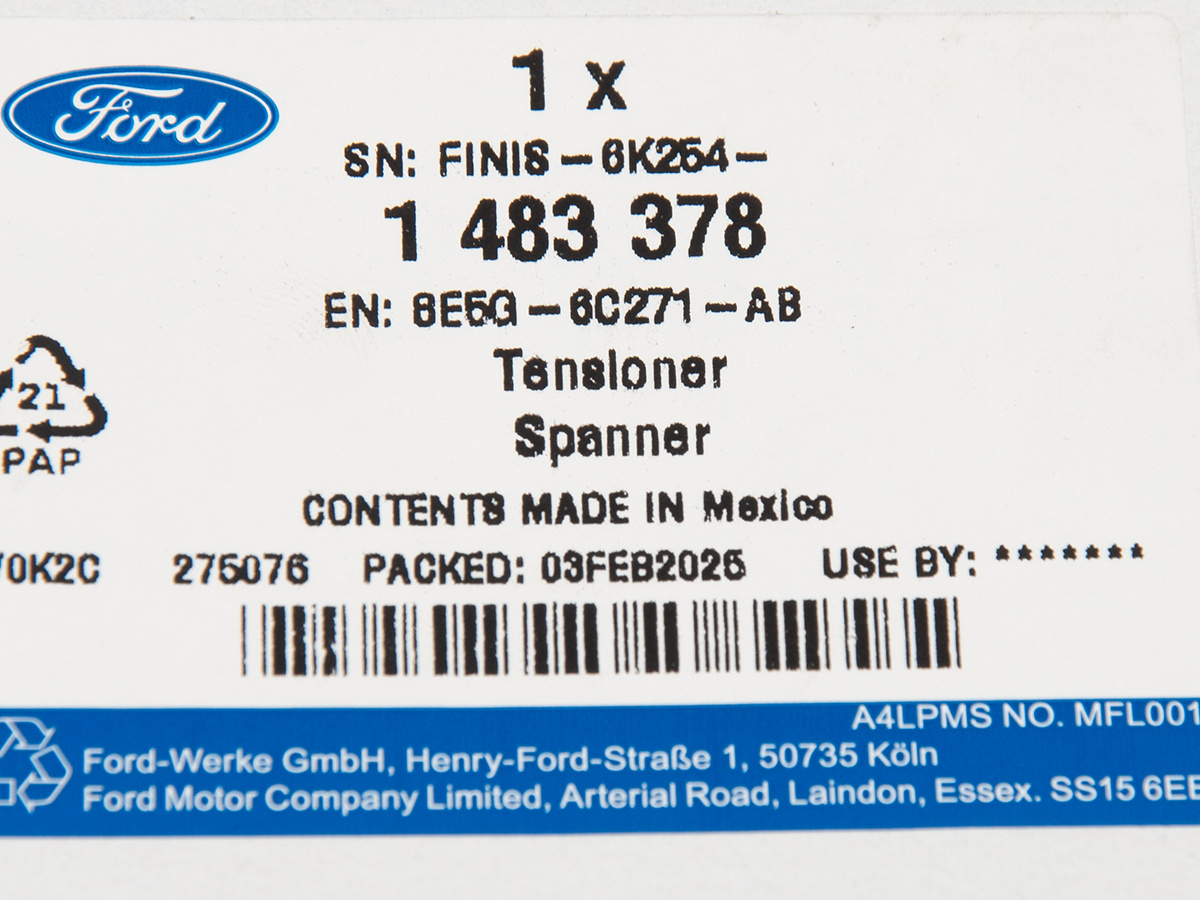 Ford
1 x
SN: FINIS-6K254-
1 483 378
EN: 8E5G-6C271-AB
Tensioner
Spanner
21
PAP
CONTENTS MADE IN Mexico
0K2C 275076 PACKED: 03FEB2025 USE BY: *******
A4LPMS NO. MFL001
Ford-Werke GmbH, Henry-Ford-Straße 1, 50735 Köln
Ford Motor Company Limited, Arterial Road, Laindon, Essex. SS15 6EE